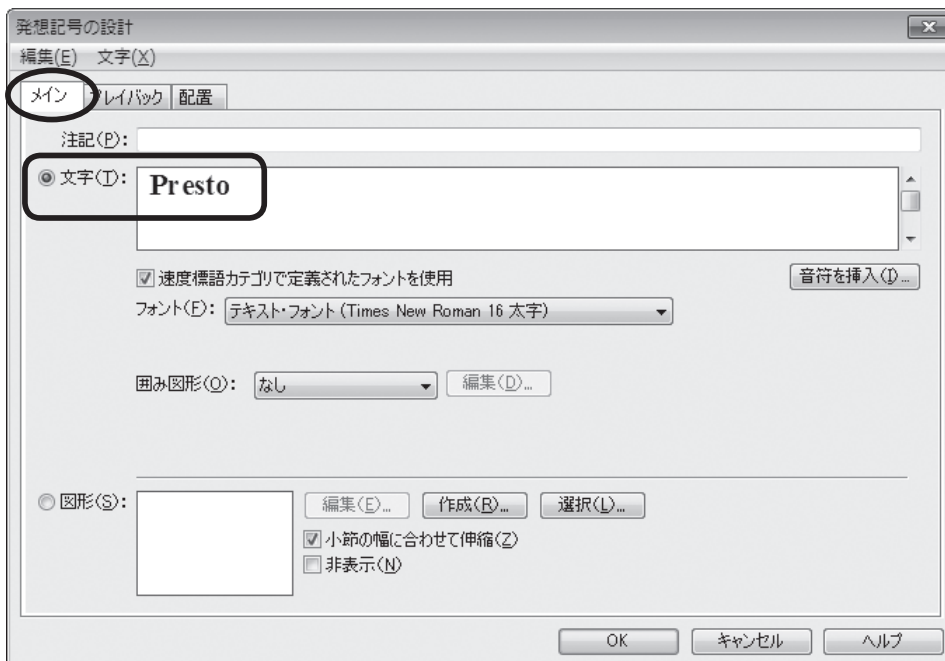 発想記号の設計
編集(E) 文字(X)
メイン プレイバック 配置
注記(P):
文字(T): Presto
速度標語カテゴリで定義されたフォントを使用 音符を挿入(I)...
フォント(F): テキスト・フォント (Times New Roman 16 太字)
囲み図形(O): なし 編集(D)...
図形(S): 編集(E)... 作成(R)... 選択(L)...
小節の幅に合わせて伸縮(Z)
非表示(N)
OK キャンセル ヘルプ